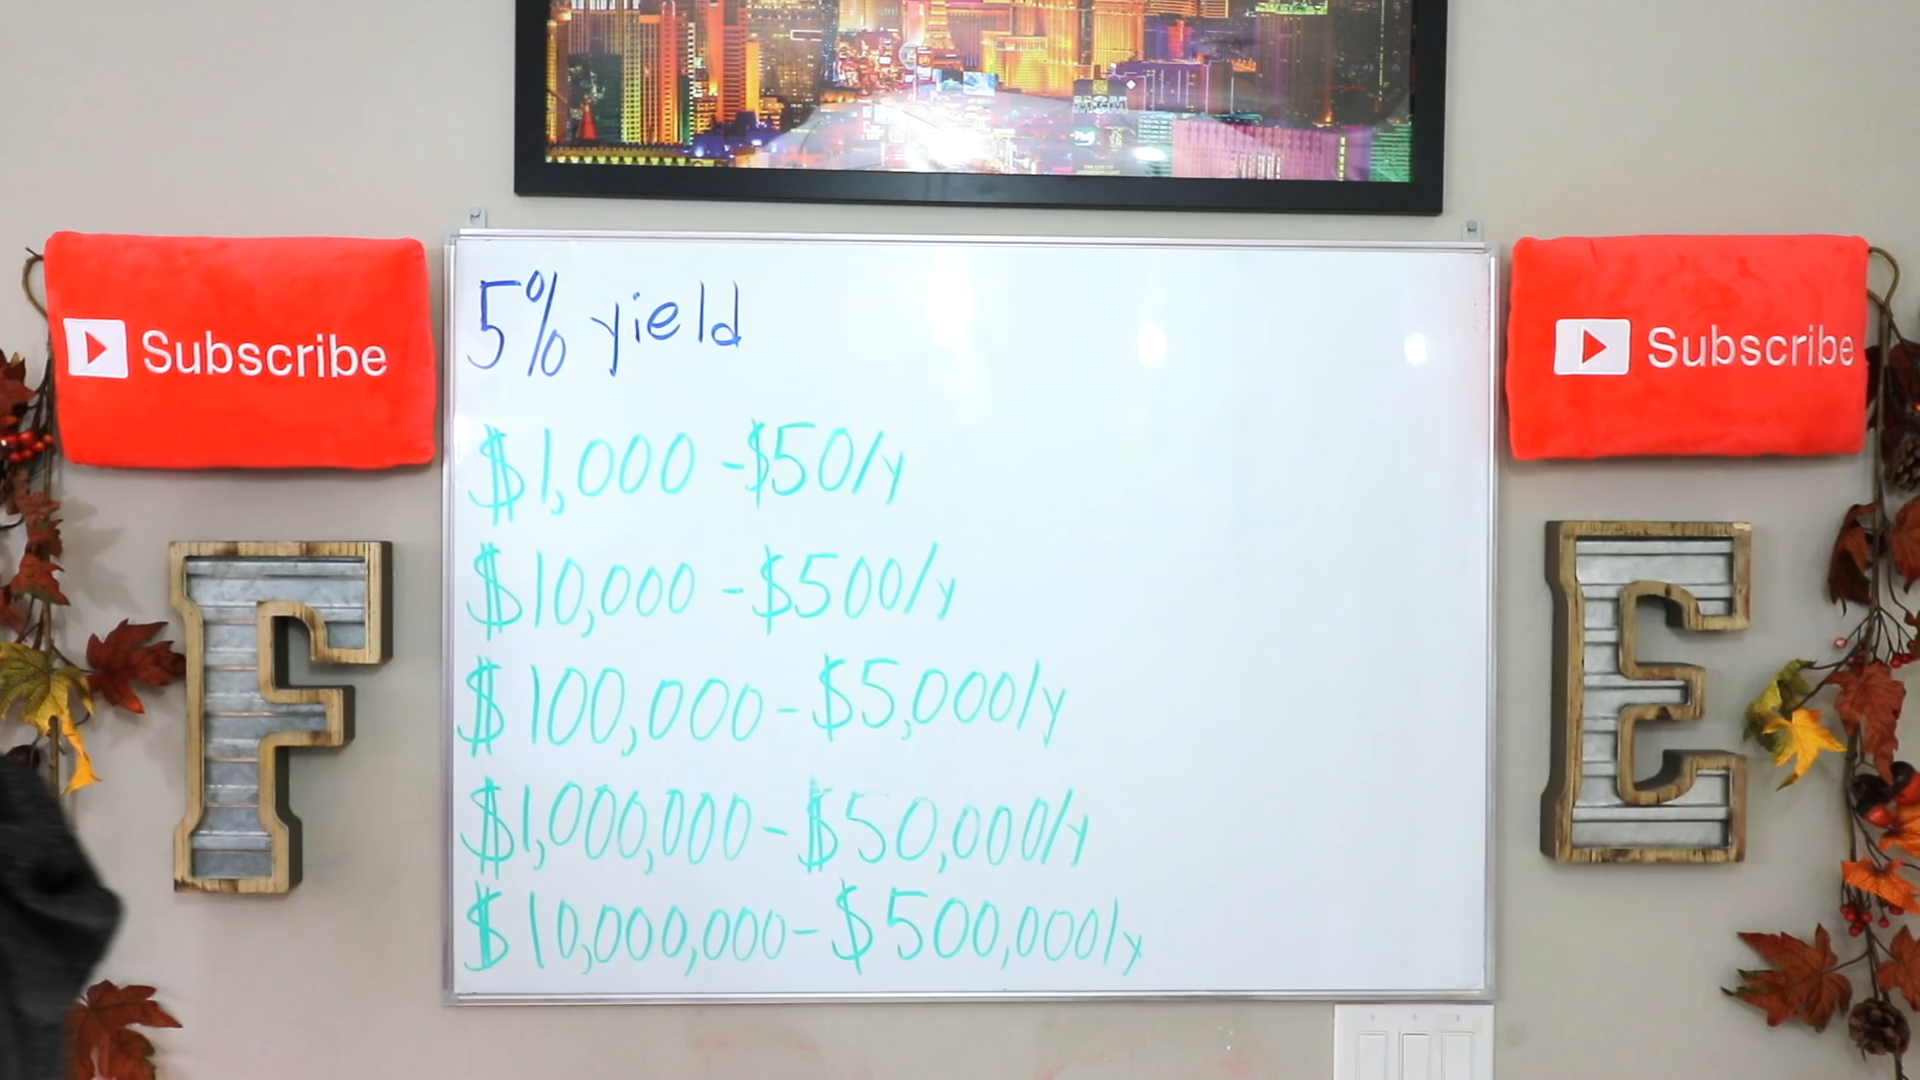 MGM
Subscribe
Subscribe
5% yield
$1,000 - $50/y
$10,000 - $500/y
$100,000 - $5,000/y
$1,000,000 - $50,000/y
$10,000,000 - $500,000/y
F
E